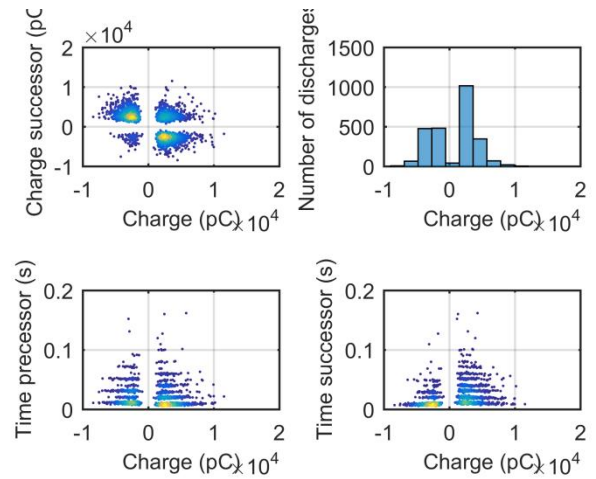 ×10⁴
2
1
0
-1
Charge successor (pC
-1 0 1 2
Charge (pC) ×10⁴
1500
1000
500
0
Number of discharges
-1 0 1 2
Charge (pC) ×10⁴
0.2
0.1
0
Time precessor (s)
-1 0 1 2
Charge (pC) ×10⁴
0.2
0.1
0
Time successor (s)
-1 0 1 2
Charge (pC) ×10⁴